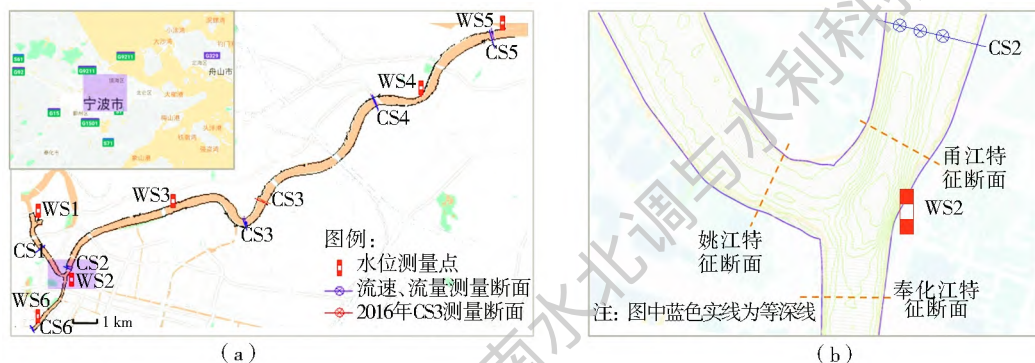 WS5
CS5
WS4
CS4
宁波市
舟山市
WS3
CS3
CS3
WS1
CS1
CS2
WS2
WS6
CS6
1 km
图例：
水位测量点
流速、流量测量断面
2016年CS3测量断面
(a)
CS2
甬江特
征断面
WS2
姚江特
征断面
奉化江特
征断面
注：图中蓝色实线为等深线
(b)
南水北调与水利科技